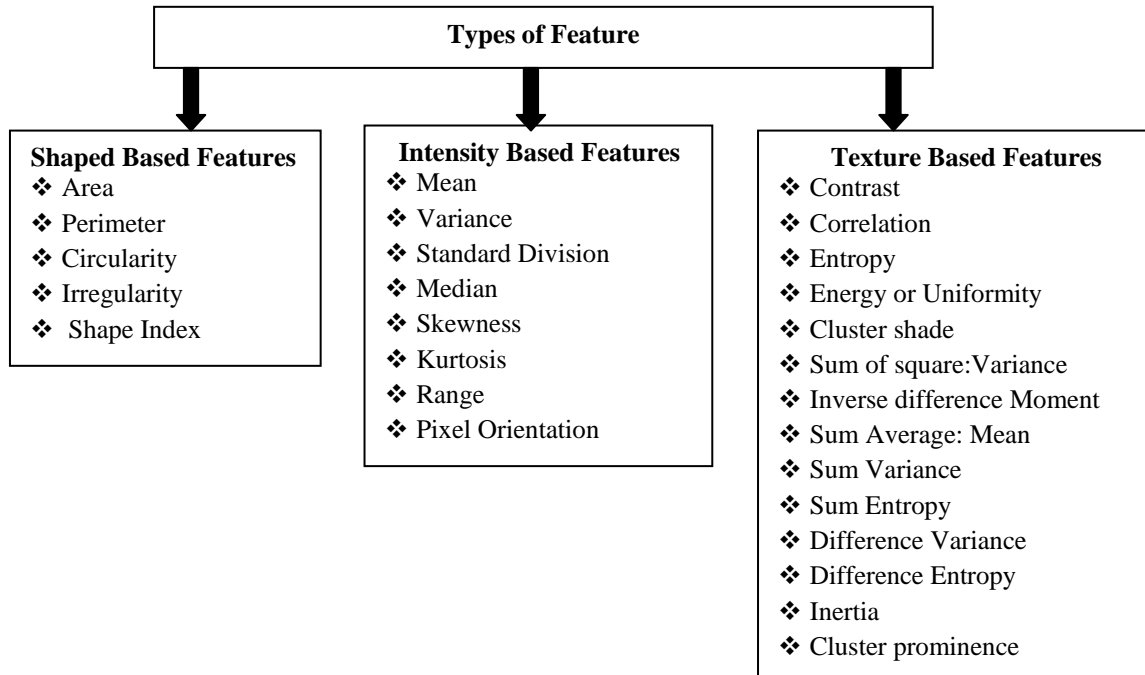 Types of Feature
Shaped Based Features
❖ Area
❖ Perimeter
❖ Circularity
❖ Irregularity
❖ Shape Index
Intensity Based Features
❖ Mean
❖ Variance
❖ Standard Division
❖ Median
❖ Skewness
❖ Kurtosis
❖ Range
❖ Pixel Orientation
Texture Based Features
❖ Contrast
❖ Correlation
❖ Entropy
❖ Energy or Uniformity
❖ Cluster shade
❖ Sum of square:Variance
❖ Inverse difference Moment
❖ Sum Average: Mean
❖ Sum Variance
❖ Sum Entropy
❖ Difference Variance
❖ Difference Entropy
❖ Inertia
❖ Cluster prominence